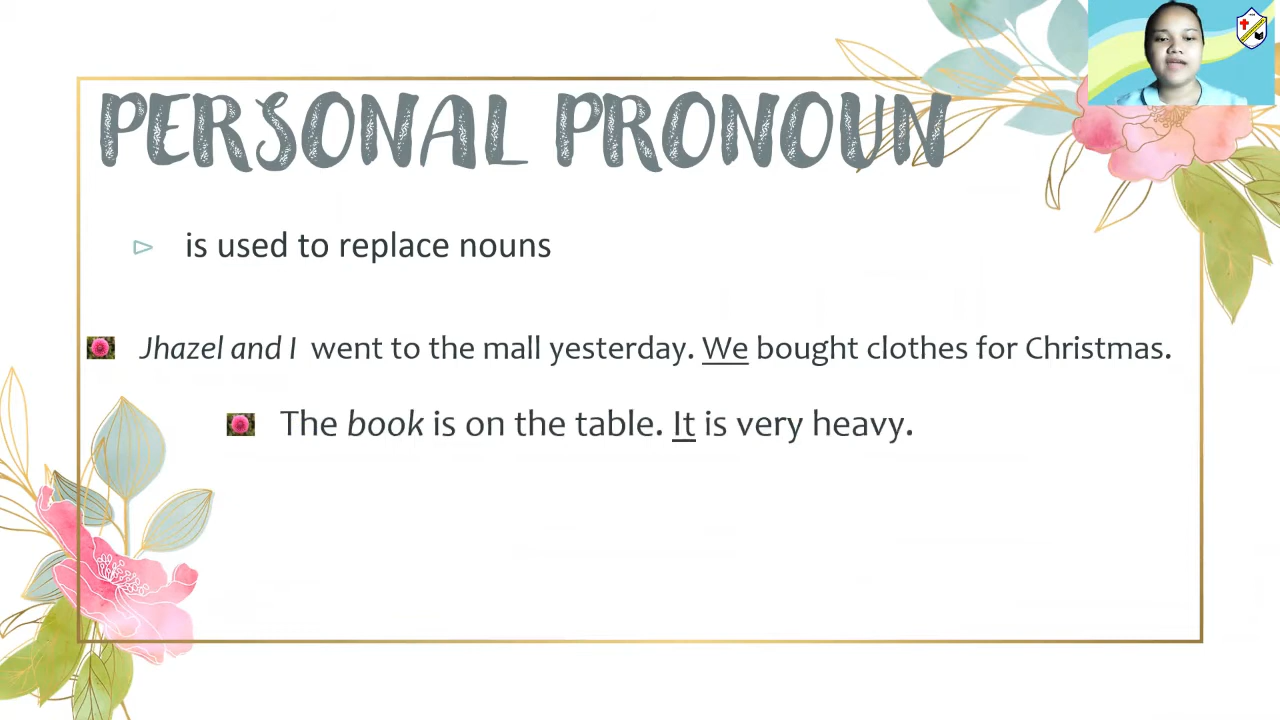 PERSONAL PRONOUN
is used to replace nouns
Jhazel and I went to the mall yesterday. We bought clothes for Christmas.
The book is on the table. It is very heavy.